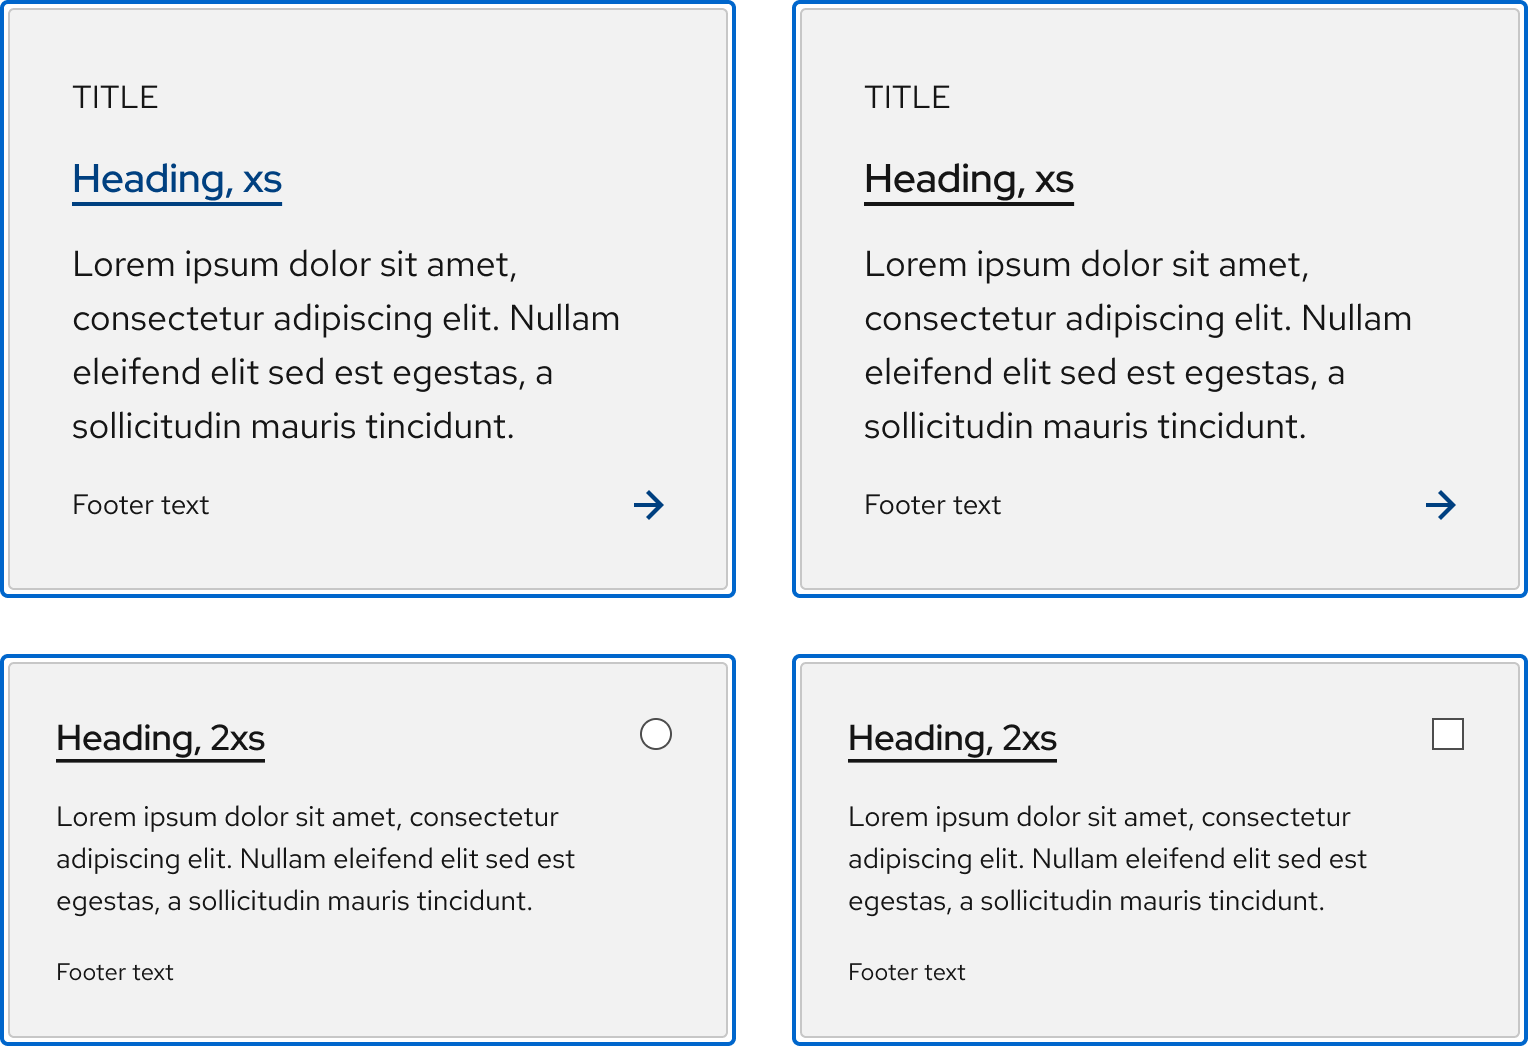 TITLE
Heading, xs
Lorem ipsum dolor sit amet,
consectetur adipiscing elit. Nullam
eleifend elit sed est egestas, a
sollicitudin mauris tincidunt.
Footer text
TITLE
Heading, xs
Lorem ipsum dolor sit amet,
consectetur adipiscing elit. Nullam
eleifend elit sed est egestas, a
sollicitudin mauris tincidunt.
Footer text
Heading, 2xs
Lorem ipsum dolor sit amet, consectetur
adipiscing elit. Nullam eleifend elit sed est
egestas, a sollicitudin mauris tincidunt.
Footer text
Heading, 2xs
Lorem ipsum dolor sit amet, consectetur
adipiscing elit. Nullam eleifend elit sed est
egestas, a sollicitudin mauris tincidunt.
Footer text